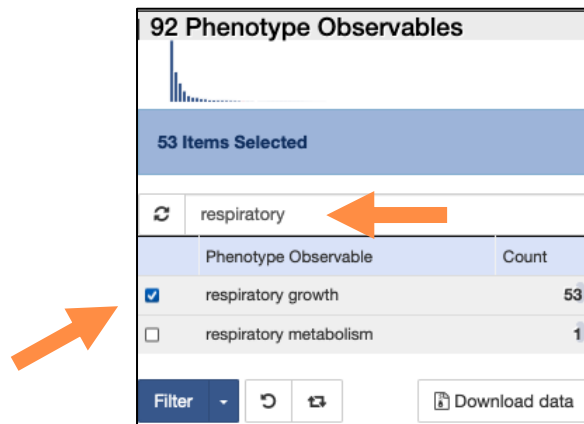 92 Phenotype Observables
53 Items Selected
respiratory
Phenotype Observable Count
respiratory growth 53
respiratory metabolism 1
Filter Download data